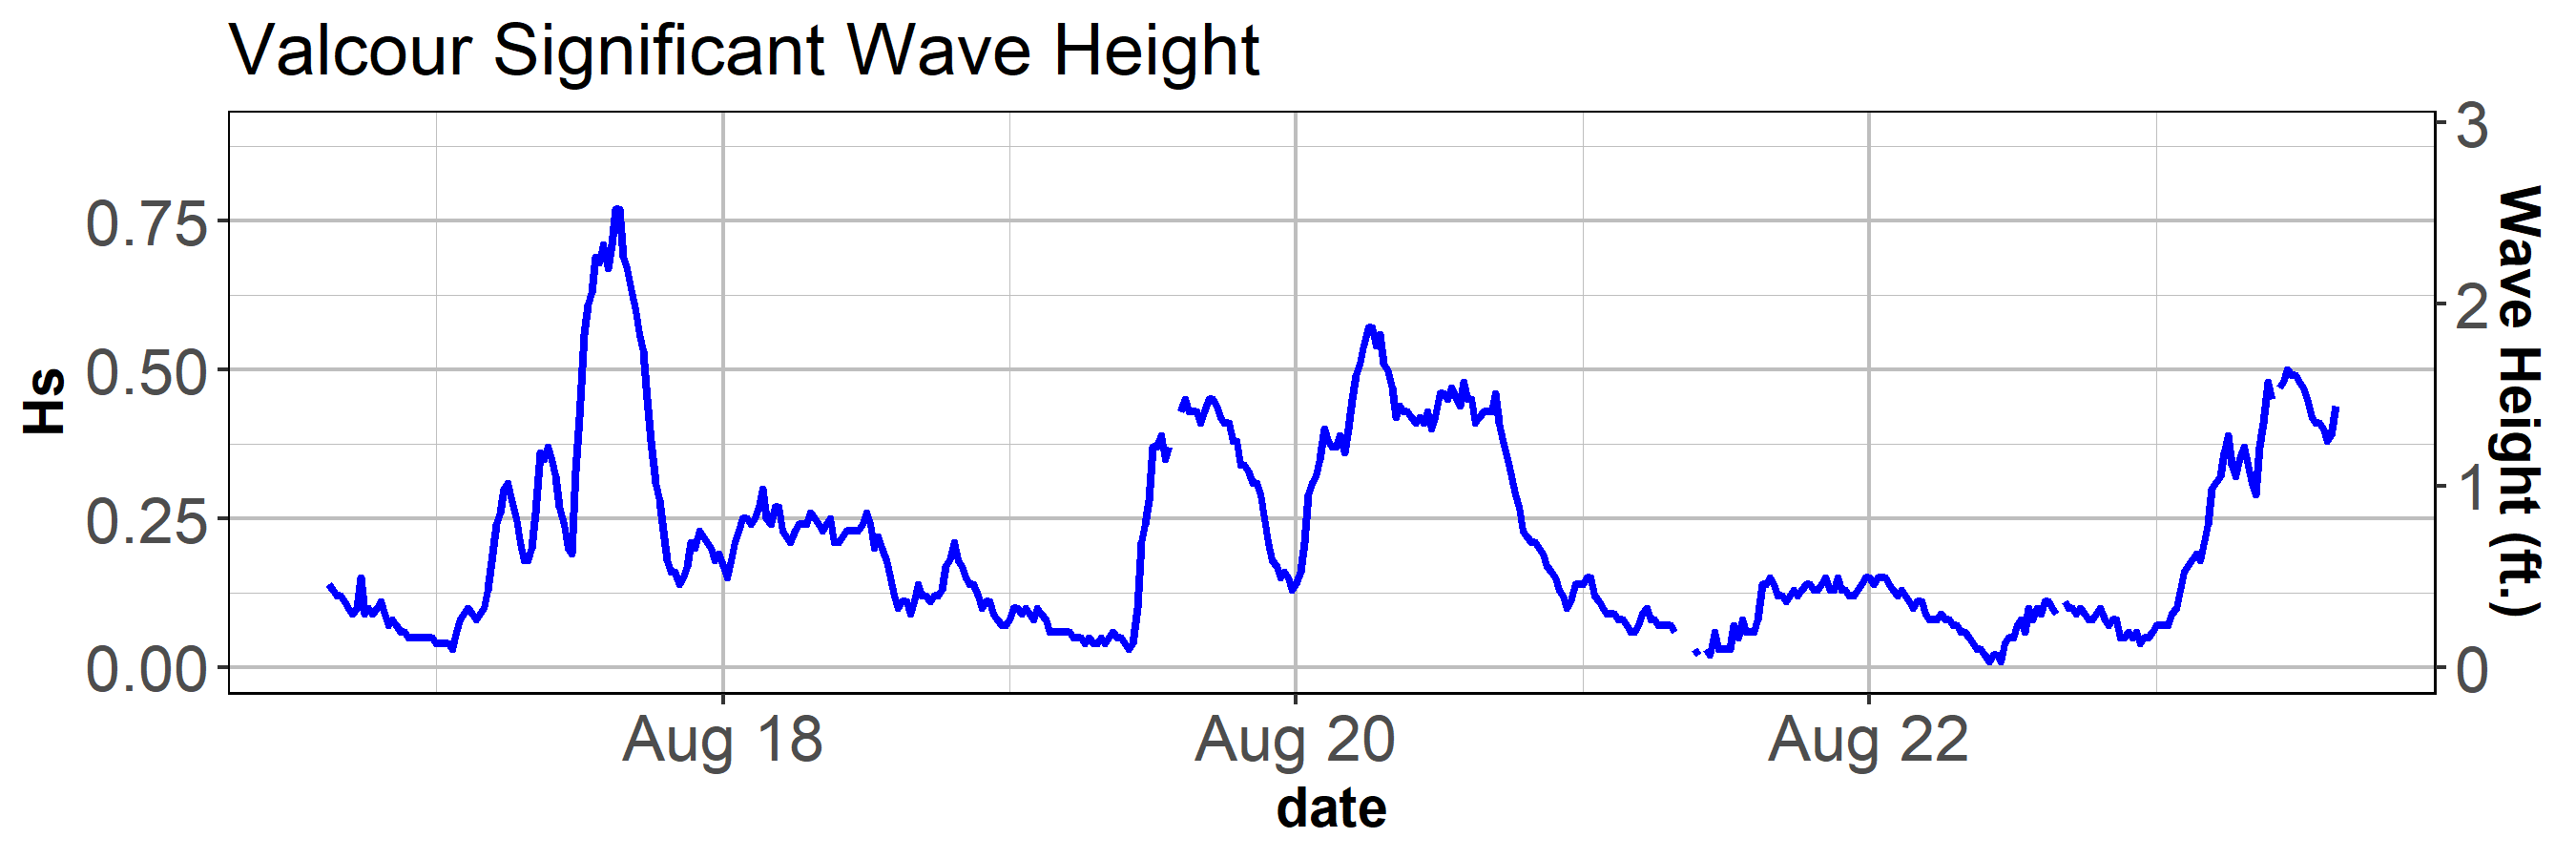 Valcour Significant Wave Height
3
0.75
2
0.50
Hs
Wave Height (ft.)
1
0.25
0.00
0
Aug 18
Aug 20
Aug 22
date